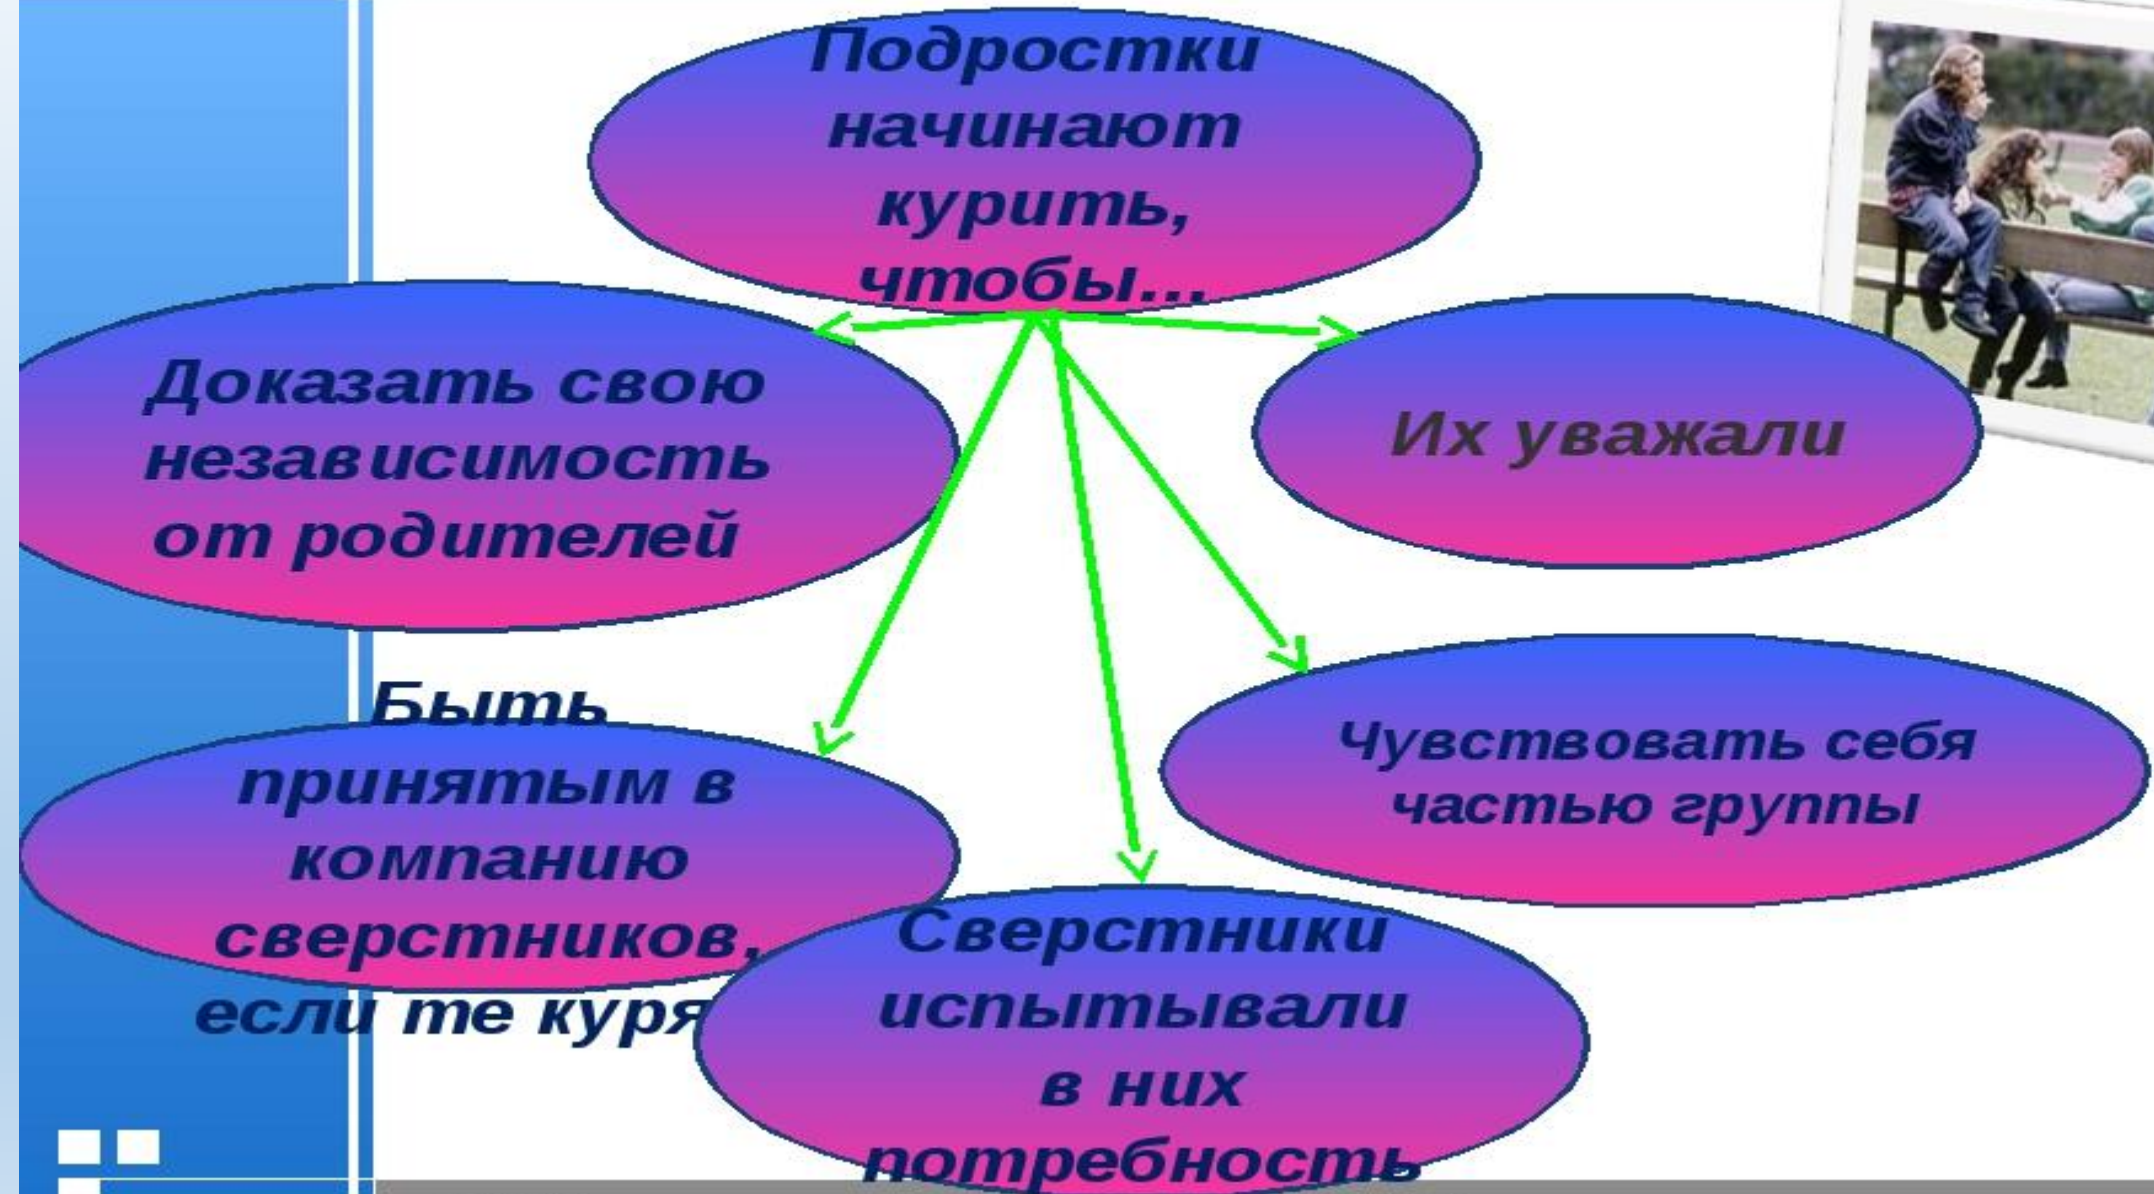 Подростки
начинают
курить,
чтобы...
Доказать свою
независимость
от родителей
Их уважали
Быть
принятым в
компанию
сверстников,
если те куря
Чувствовать себя
частью группы
Сверстники
испытывали
в них
потребность